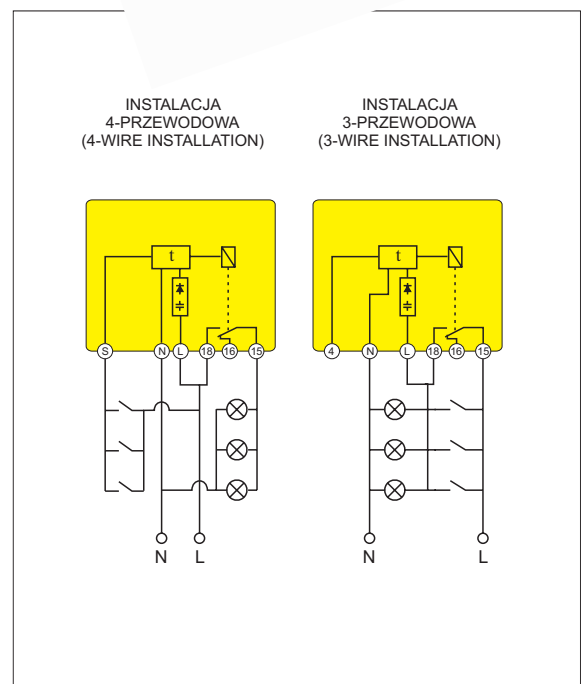 INSTALACJA
4-PRZEWODOWA
(4-WIRE INSTALLATION)
t
S N L 18 16 15
N L
INSTALACJA
3-PRZEWODOWA
(3-WIRE INSTALLATION)
t
4 N L 18 16 15
N L